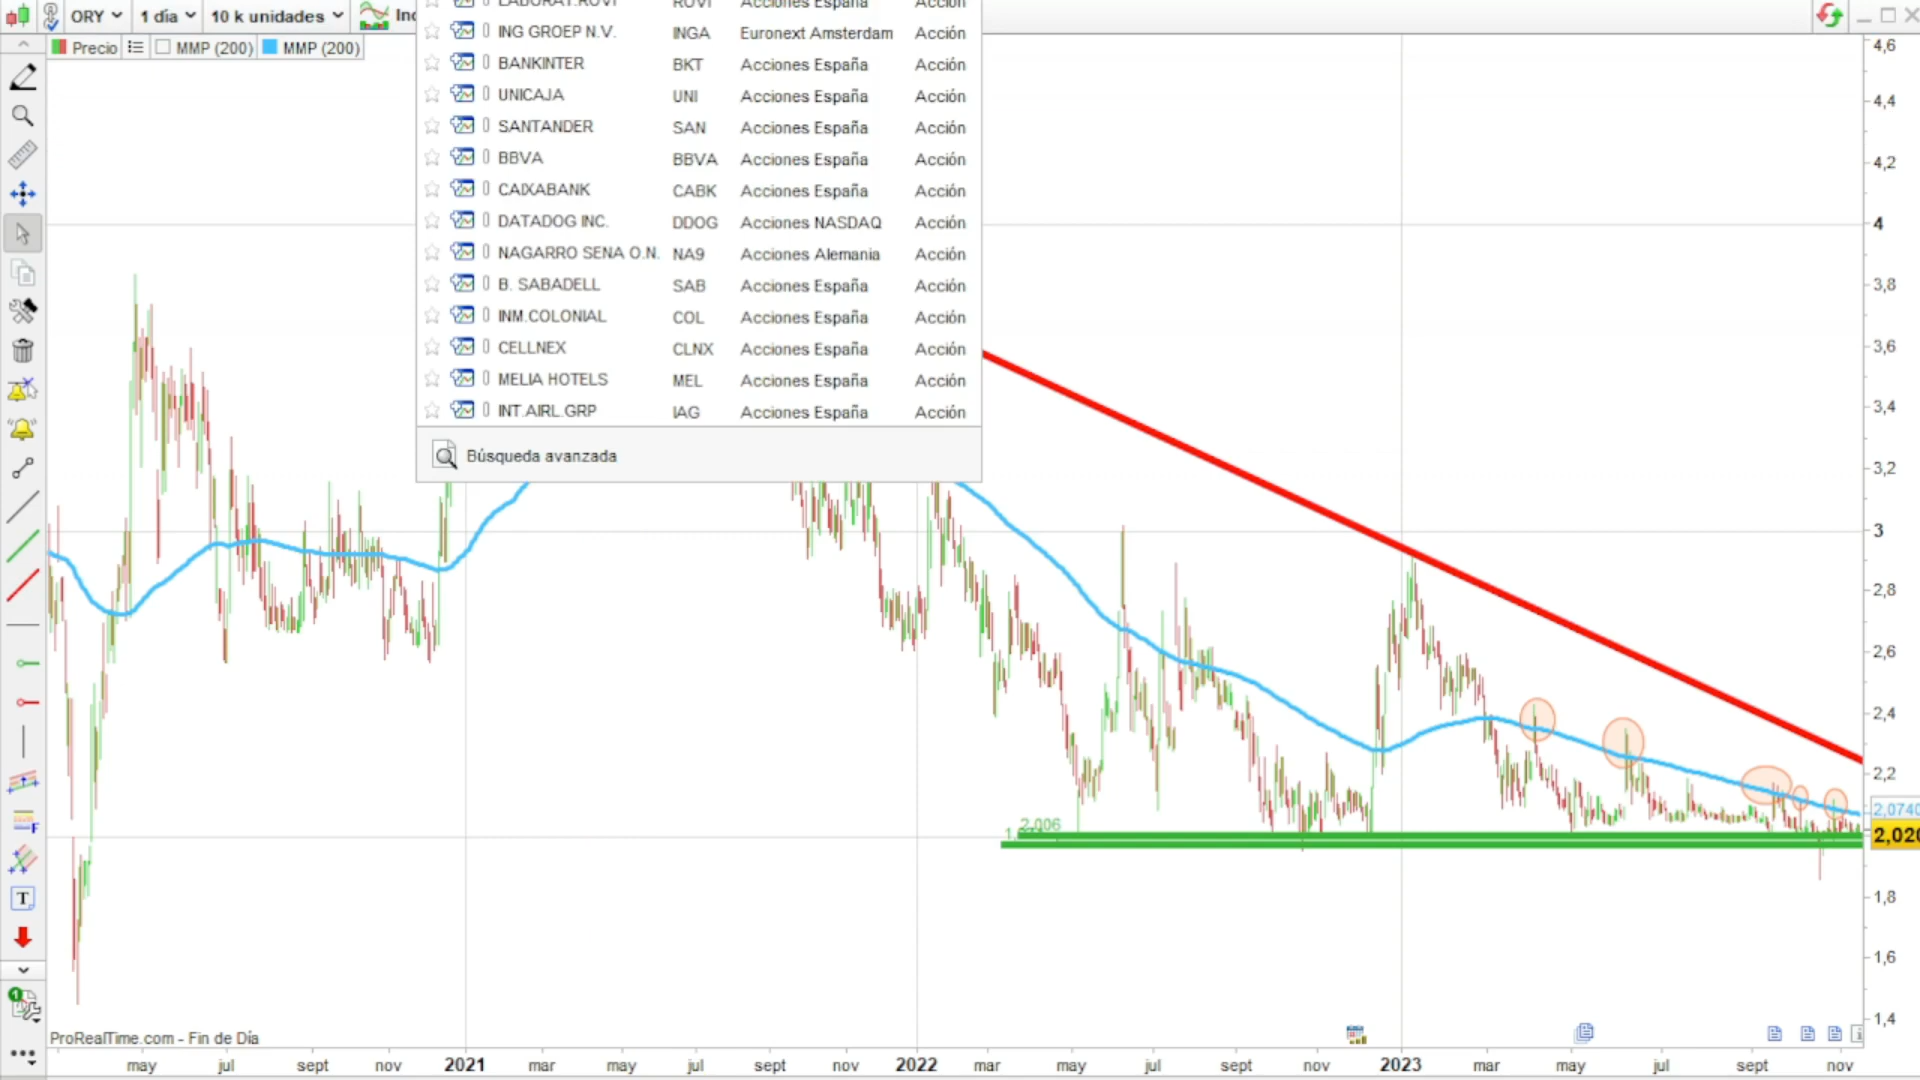 ORY 1 día 10 k unidades
Precio MMP (200) MMP (200)
LABORAT.ROVI ROVI Acciones España Acción
ING GROEP N.V. INGA Euronext Amsterdam Acción
BANKINTER BKT Acciones España Acción
UNICAJA UNI Acciones España Acción
SANTANDER SAN Acciones España Acción
BBVA BBVA Acciones España Acción
CAIXABANK CABK Acciones España Acción
DATADOG INC. DDOG Acciones NASDAQ Acción
NAGARRO SENA O.N. NA9 Acciones Alemania Acción
B. SABADELL SAB Acciones España Acción
INM.COLONIAL COL Acciones España Acción
CELLNEX CLNX Acciones España Acción
MELIA HOTELS MEL Acciones España Acción
INT.AIRL.GRP IAG Acciones España Acción
Búsqueda avanzada
4,6
4,4
4,2
4
3,8
3,6
3,4
3,2
3
2,8
2,6
2,4
2,2
2,0740
2,020
1,8
1,6
1,4
2,006
ProRealTime.com - Fin de Día
may jul sept nov 2021 mar may jul sept nov 2022 mar may jul sept nov 2023 mar may jul sept nov